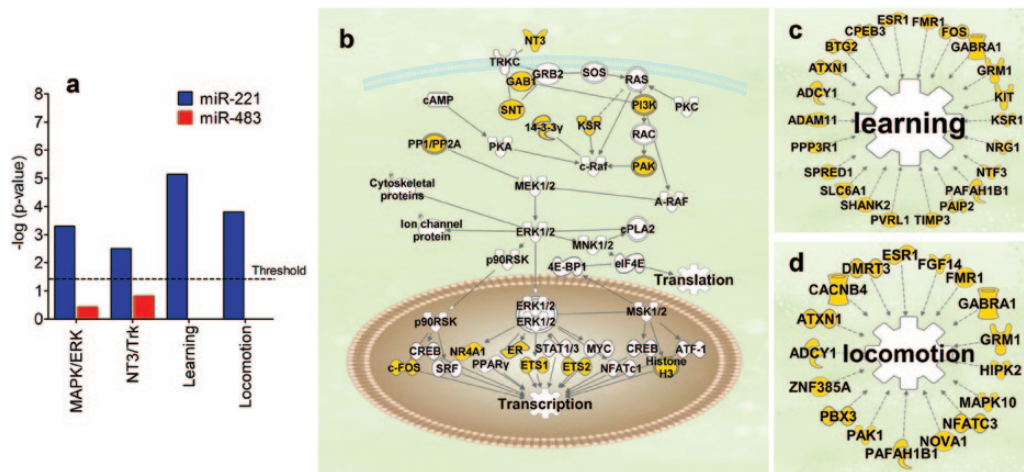 a
miR-221
miR-483
-log (p-value)
8
7
6
5
4
3
2
1
0
Threshold
MAPK/ERK
NT3/Trk
Learning
Locomotion
b
NT3
TRKC
GAB1
GRB2
SOS
RAS
SNT
PI3K
PKC
cAMP
14-3-3γ
KSR
RAC
PP1/PP2A
PKA
c-Raf
PAK
MEK1/2
A-RAF
Cytoskeletal
proteins
Ion channel
protein
ERK1/2
cPLA2
MNK1/2
p90RSK
4E-BP1
eIF4E
Translation
ERK1/2
ERK1/2
p90RSK
MSK1/2
CREB
NR4A1
ER
STAT1/3
MYC
CREB
ATF-1
c-FOS
SRF
PPARγ
ETS1
ETS2
NFATc1
Histone
H3
Transcription
c
ESR1
FMR1
CPEB3
FOS
BTG2
GABRA1
ATXN1
GRM1
ADCY1
KIT
ADAM11
KSR1
learning
PPP3R1
NRG1
SPRED1
NTF3
SLC6A1
PAFAH1B1
SHANK2
PAIP2
PVRL1
TIMP3
d
ESR1
DMRT3
FGF14
CACNB4
FMR1
GABRA1
ATXN1
GRM1
ADCY1
locomotion
HIPK2
ZNF385A
MAPK10
PBX3
NFATC3
PAK1
NOVA1
PAFAH1B1